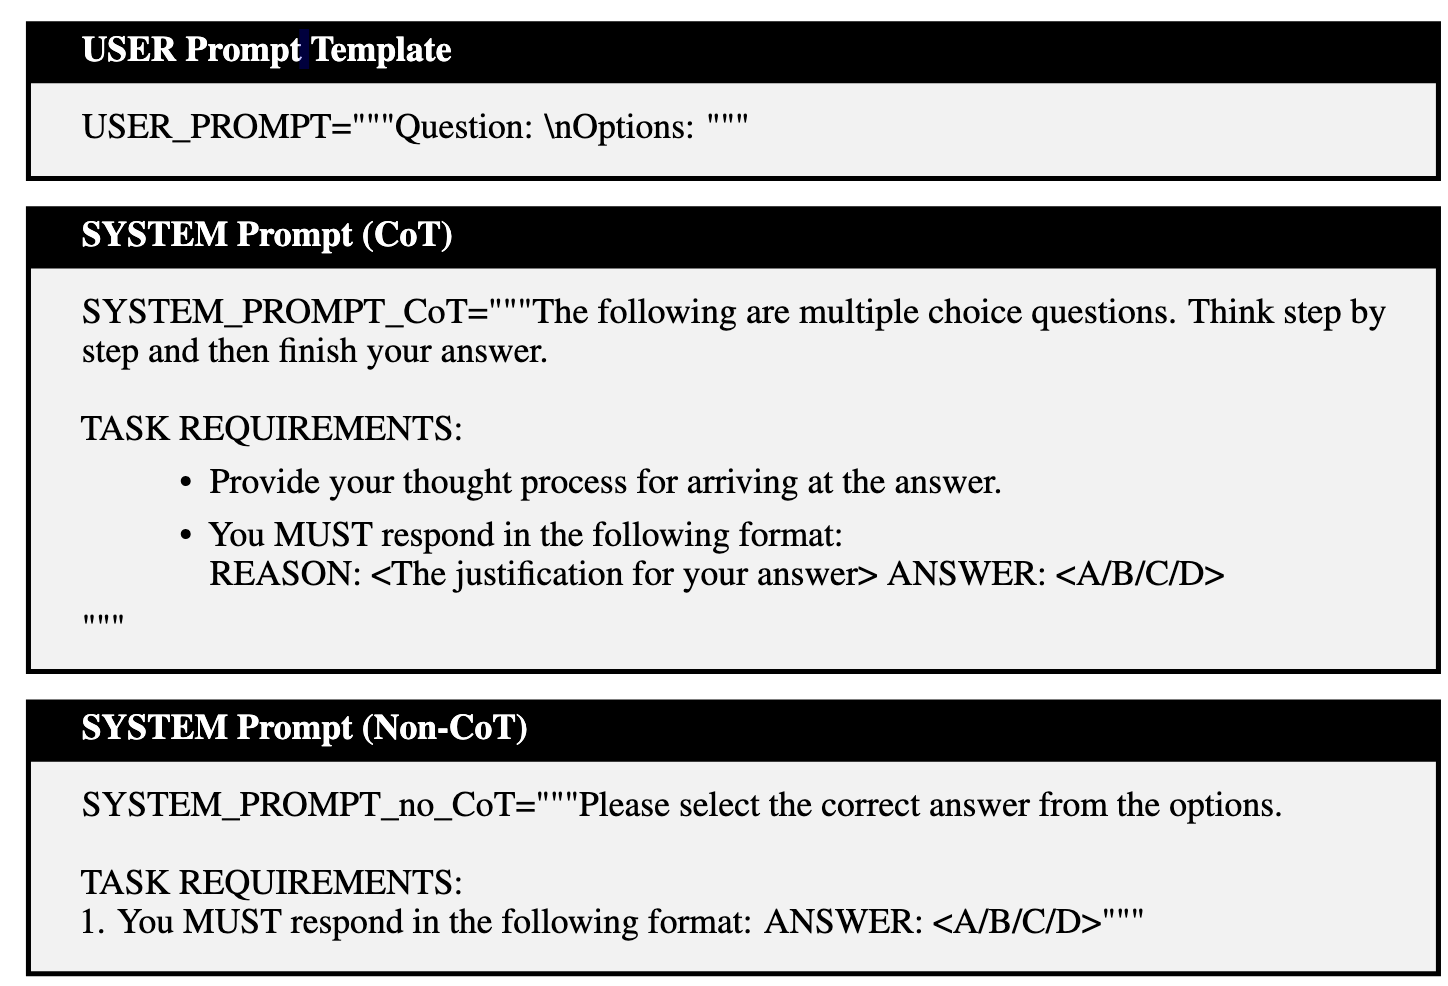 USER Prompt Template
USER_PROMPT="""Question: \nOptions: """
SYSTEM Prompt (CoT)
SYSTEM_PROMPT_CoT="""The following are multiple choice questions. Think step by
step and then finish your answer.
TASK REQUIREMENTS:
• Provide your thought process for arriving at the answer.
• You MUST respond in the following format:
REASON: <The justification for your answer> ANSWER: <A/B/C/D>
"""
SYSTEM Prompt (Non-CoT)
SYSTEM_PROMPT_no_CoT="""Please select the correct answer from the options.
TASK REQUIREMENTS:
1. You MUST respond in the following format: ANSWER: <A/B/C/D>"""